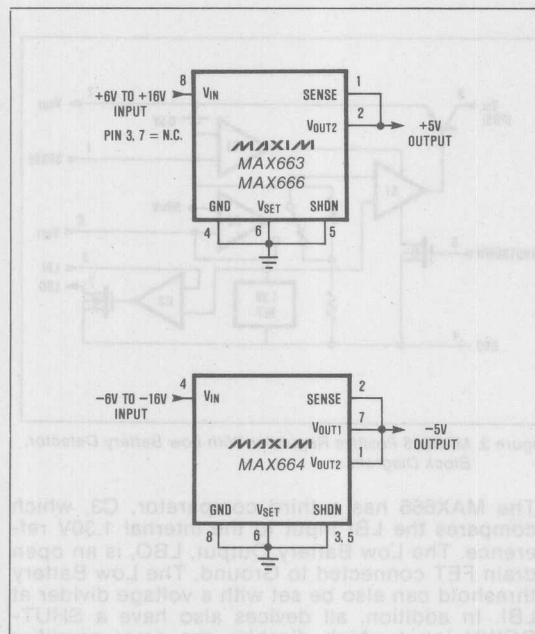 8 1
+6V TO +16V VIN SENSE
INPUT 2
PIN 3, 7 = N.C. VOUT2 +5V
OUTPUT
MAXIM
MAX663
MAX666
GND VSET SHDN
4 6 5
4 2
−6V TO −16V VIN SENSE
INPUT
7
VOUT1 −5V
MAXIM 1 OUTPUT
MAX664 VOUT2
GND VSET SHDN
8 6 3, 5
Block Diagram
The MAX666 has a third comparator, C3, which
compares the LBI input to the internal 1.30V ref-
erence. The Low Battery Output, LBO, is an open
drain FET connected to Ground. The Low Battery
threshold can also be set with a voltage divider at
LBI. In addition, all devices also have a SHUT-